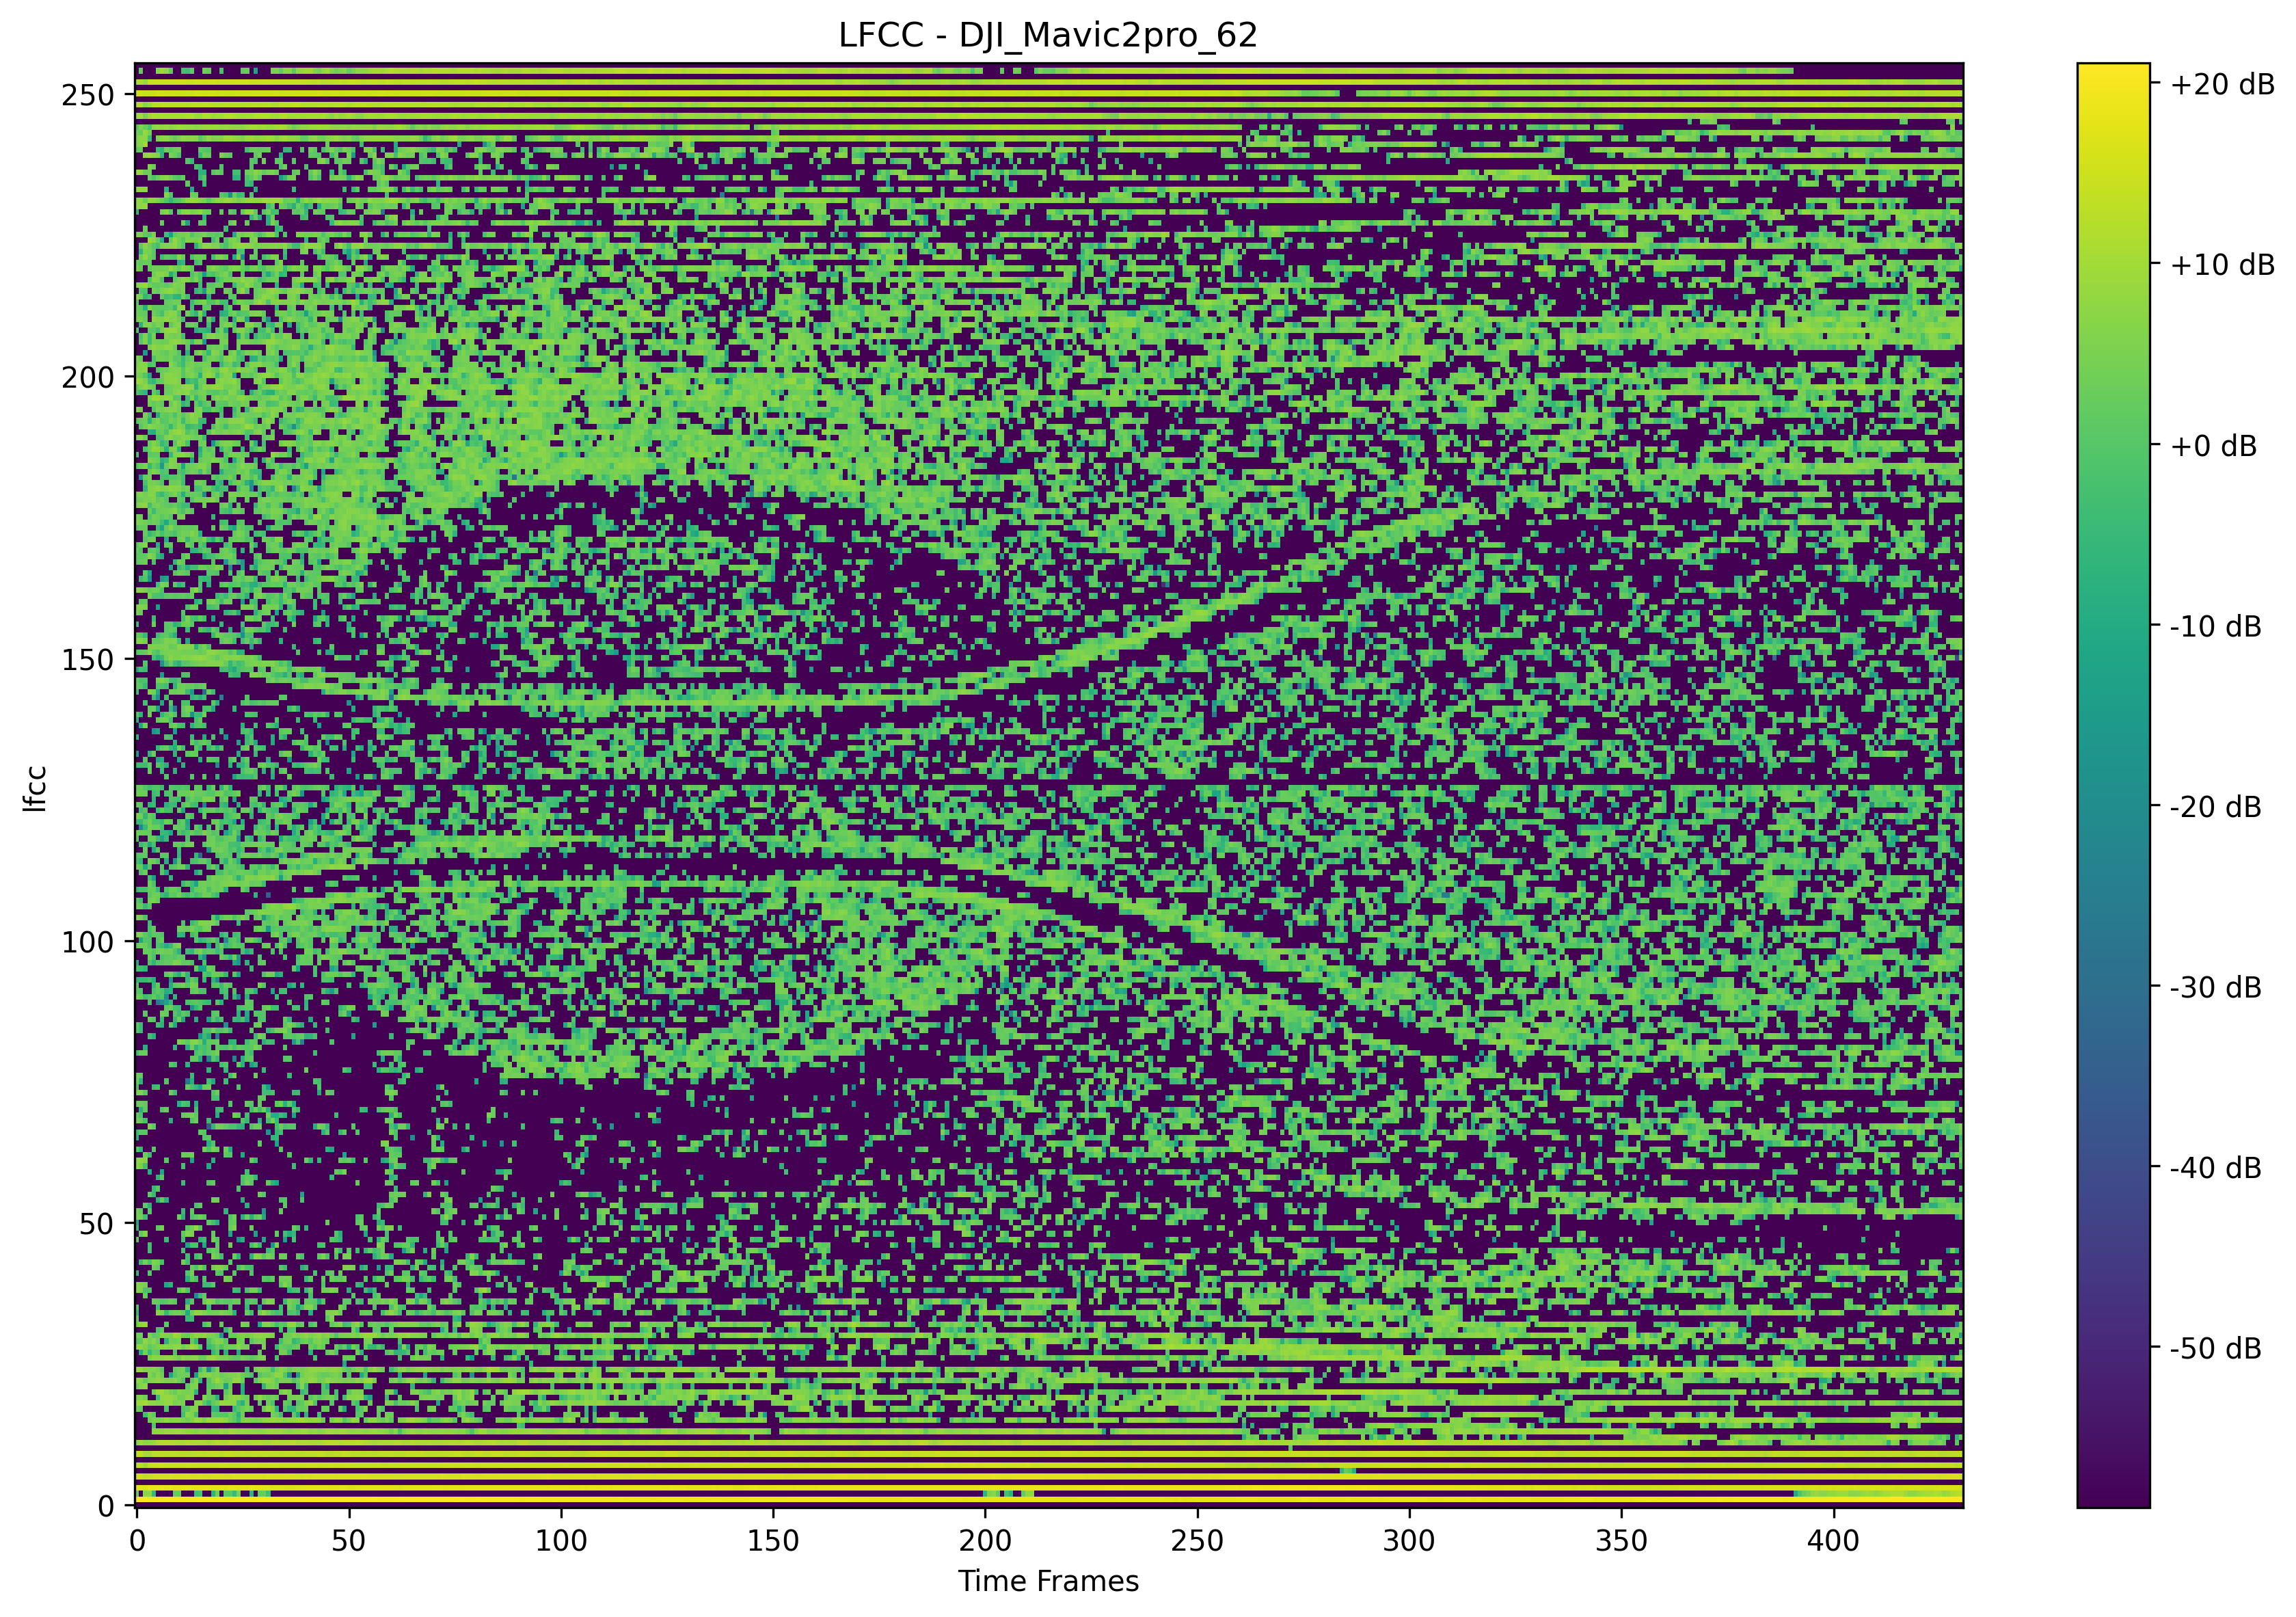 LFCC - DJI_Mavic2pro_62
lfcc
250
200
150
100
50
0
0 50 100 150 200 250 300 350 400
Time Frames
+20 dB
+10 dB
+0 dB
-10 dB
-20 dB
-30 dB
-40 dB
-50 dB